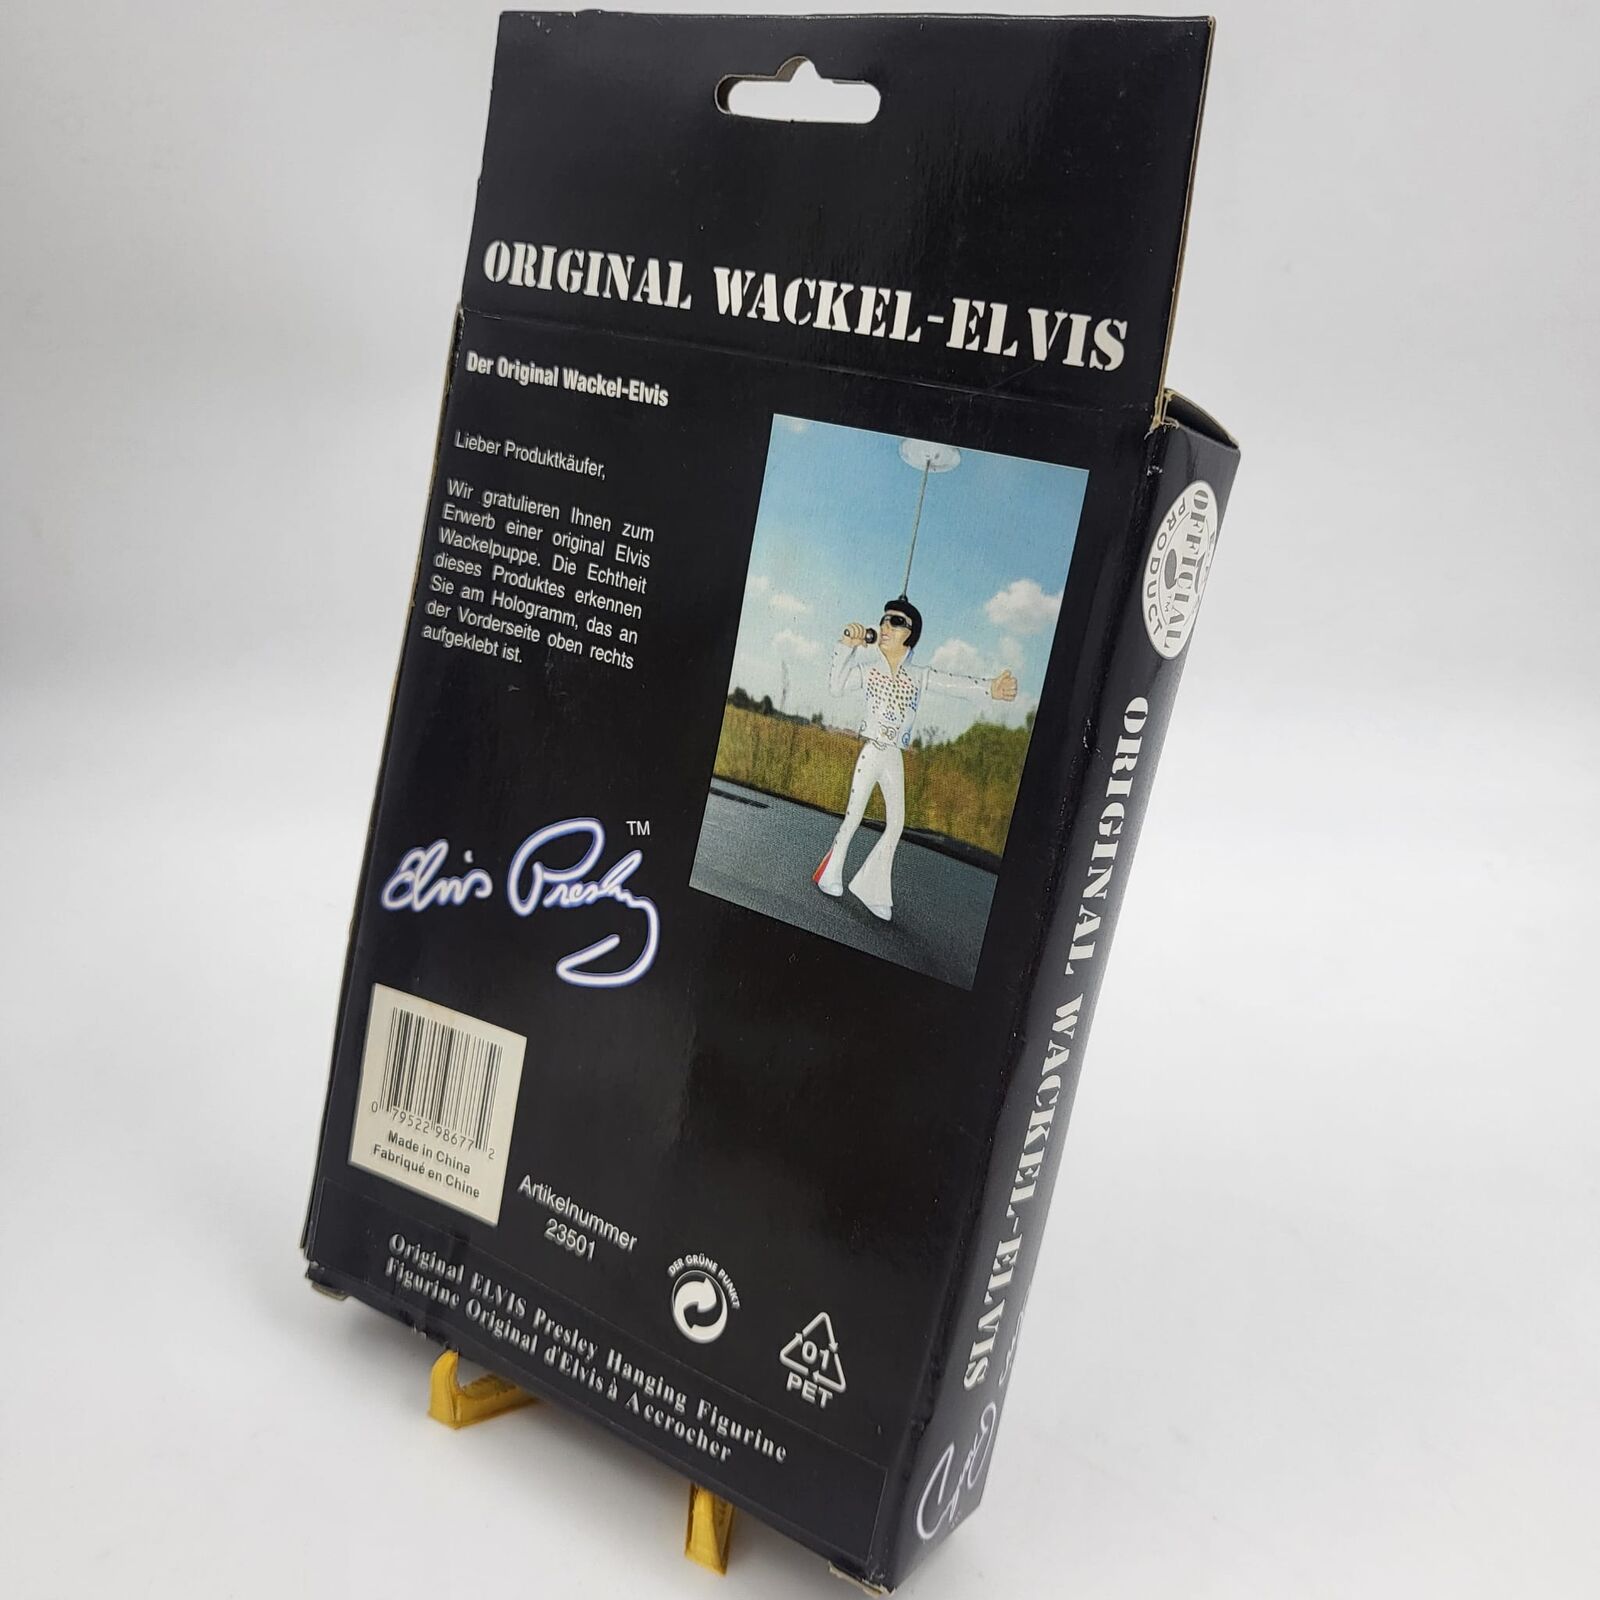 ORIGINAL WACKEL-ELVIS
Der Original Wackel-Elvis
Lieber Produktkäufer,
Wir gratulieren Ihnen zum
Erwerb einer original Elvis
Wackelpuppe. Die Echtheit
dieses Produktes erkennen
Sie am Hologramm, das an
der Vorderseite oben rechts
aufgeklebt ist.
Elvis Presley TM
0 79522 98677 2
Made in China
Fabriqué en Chine
Artikelnummer
23501
DER GRÜNE PUNKT
01
PET
Original ELVIS Presley Hanging Figurine
Figurine Original d'Elvis à Accrocher
OFFICIAL
PRODUCT
TM
ORIGINAL WACKEL-ELVIS